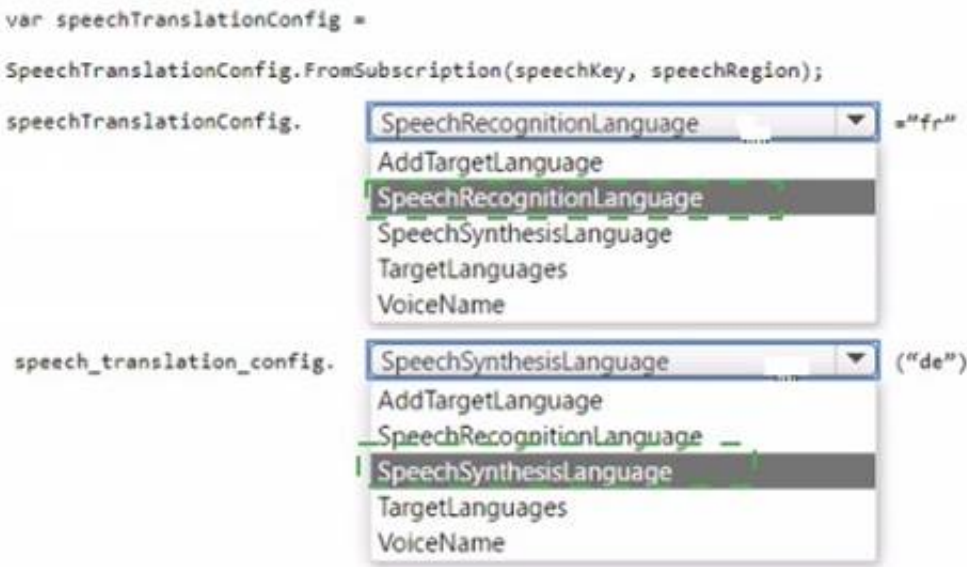 var speechTranslationConfig =
SpeechTranslationConfig.FromSubscription(speechKey, speechRegion);
speechTranslationConfig. SpeechRecognitionLanguage ="fr"
AddTargetLanguage
SpeechRecognitionLanguage
SpeechSynthesisLanguage
TargetLanguages
VoiceName
speech_translation_config. SpeechSynthesisLanguage ("de")
AddTargetLanguage
SpeechRecognitionLanguage
SpeechSynthesisLanguage
TargetLanguages
VoiceName